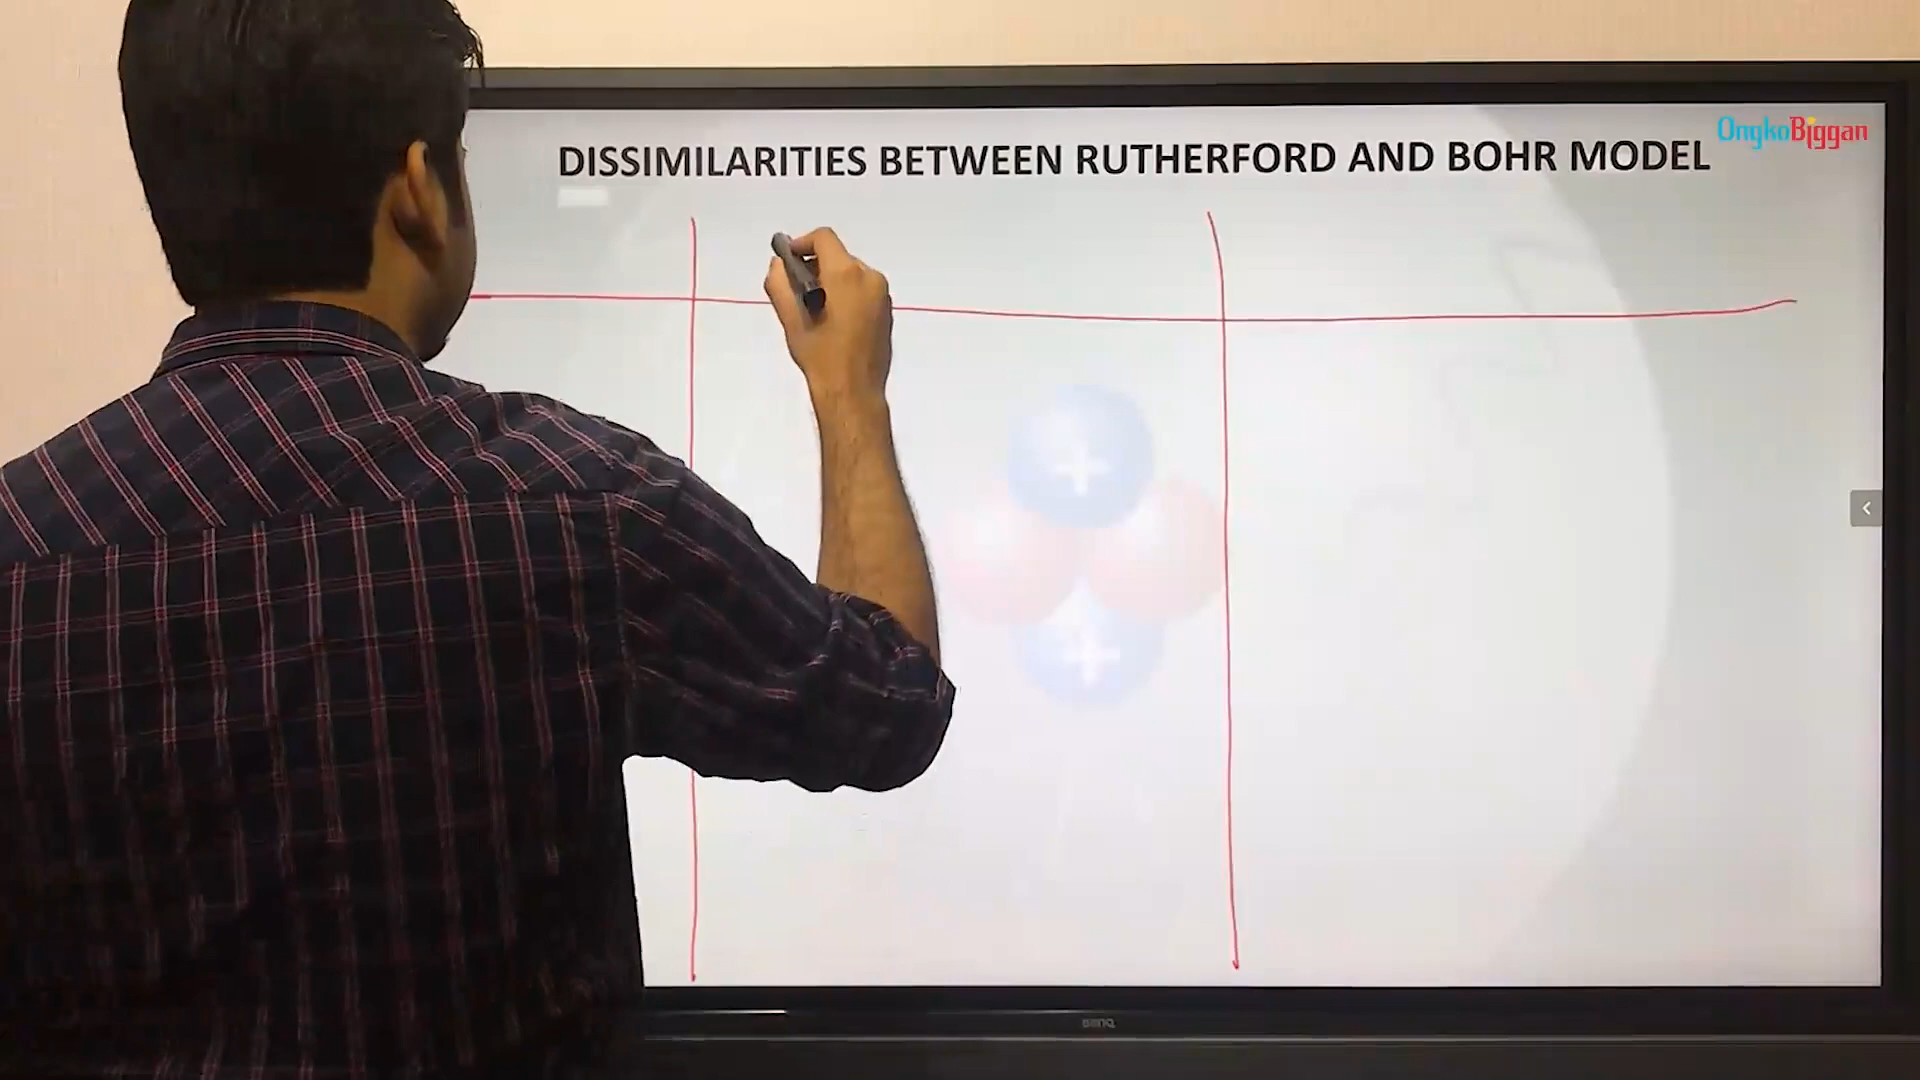 OngkoBiggan
DISSIMILARITIES BETWEEN RUTHERFORD AND BOHR MODEL
+
+
BenQ